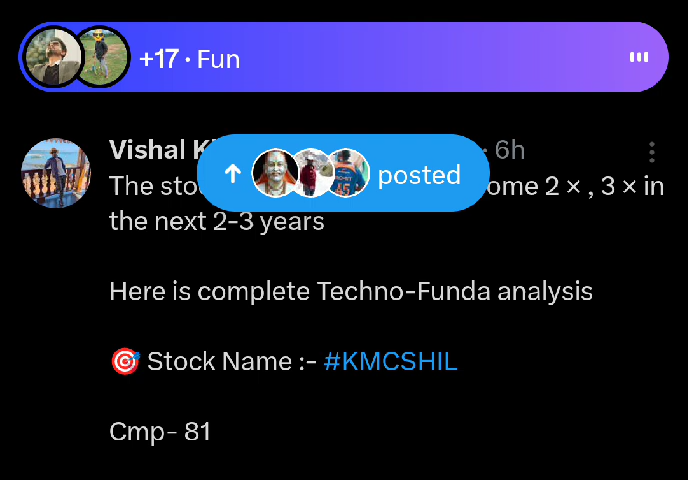 +17 · Fun
Vishal
posted
· 6h
The ome 2 ×, 3 × in
the next 2-3 years
Here is complete Techno-Funda analysis
🎯 Stock Name :- #KMCSHIL
Cmp- 81